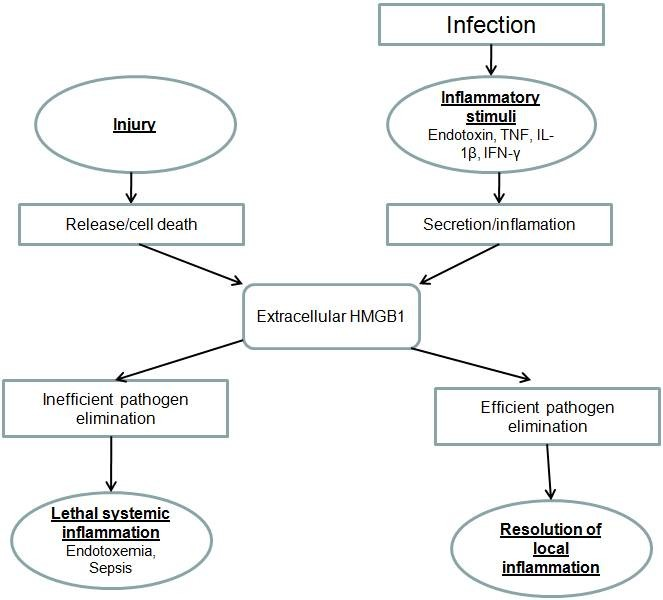 Infection
Inflammatory
stimuli
Endotoxin, TNF, IL-
1β, IFN-γ
Injury
Release/cell death
Secretion/inflamation
Extracellular HMGB1
Inefficient pathogen
elimination
Efficient pathogen
elimination
Lethal systemic
inflammation
Endotoxemia,
Sepsis
Resolution of
local
inflammation